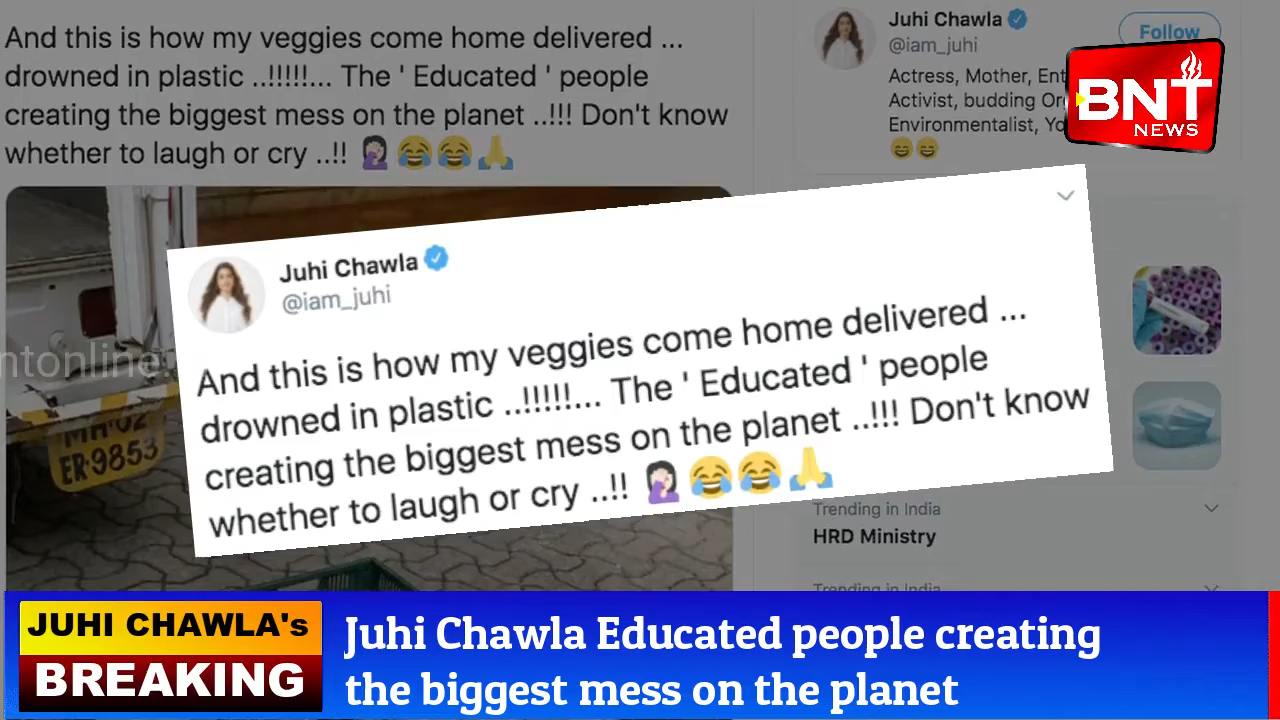 And this is how my veggies come home delivered ...
drowned in plastic ..!!!!!... The ' Educated ' people
creating the biggest mess on the planet ..!!! Don't know
whether to laugh or cry ..!! 🤦🏻‍♀️😂😂🙏
Juhi Chawla
@iam_juhi
Follow
Actress, Mother,
Activist, budding
Environmentalist,
😄😄
BNT
NEWS
Juhi Chawla
@iam_juhi
And this is how my veggies come home delivered ...
drowned in plastic ..!!!!!... The ' Educated ' people
creating the biggest mess on the planet ..!!! Don't know
whether to laugh or cry ..!! 🤦🏻‍♀️😂😂🙏
ntonline.
MH-02
ER-9853
Trending in India
HRD Ministry
Trending in India
JUHI CHAWLA's
BREAKING
Juhi Chawla Educated people creating
the biggest mess on the planet